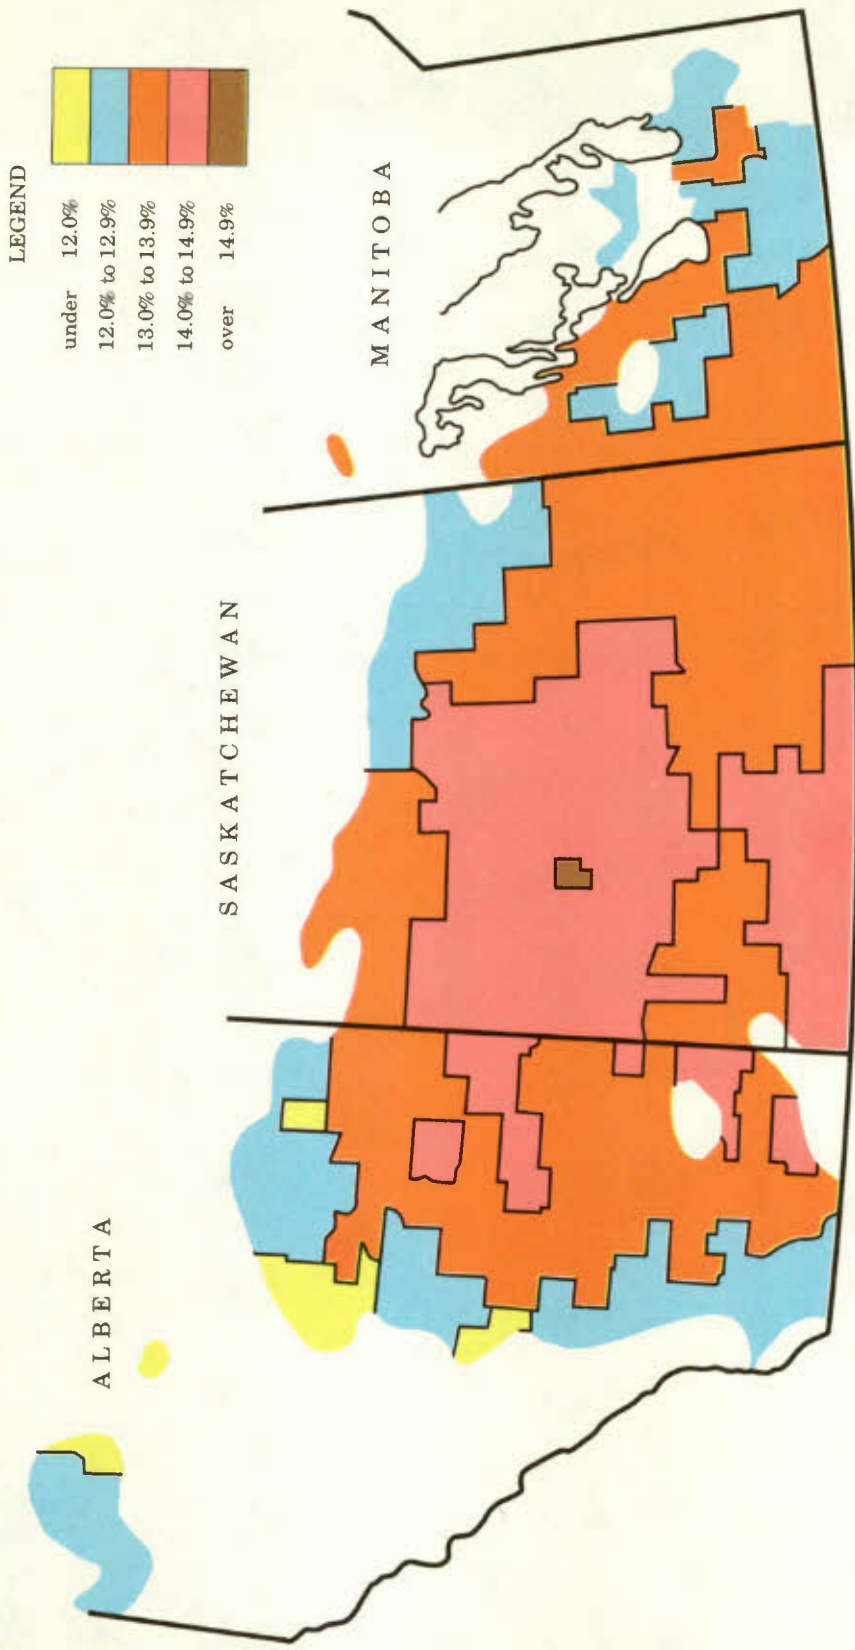 LEGEND
under 12.0%
12.0% to 12.9%
13.0% to 13.9%
14.0% to 14.9%
over 14.9%
MANITOBA
SASKATCHEWAN
ALBERTA